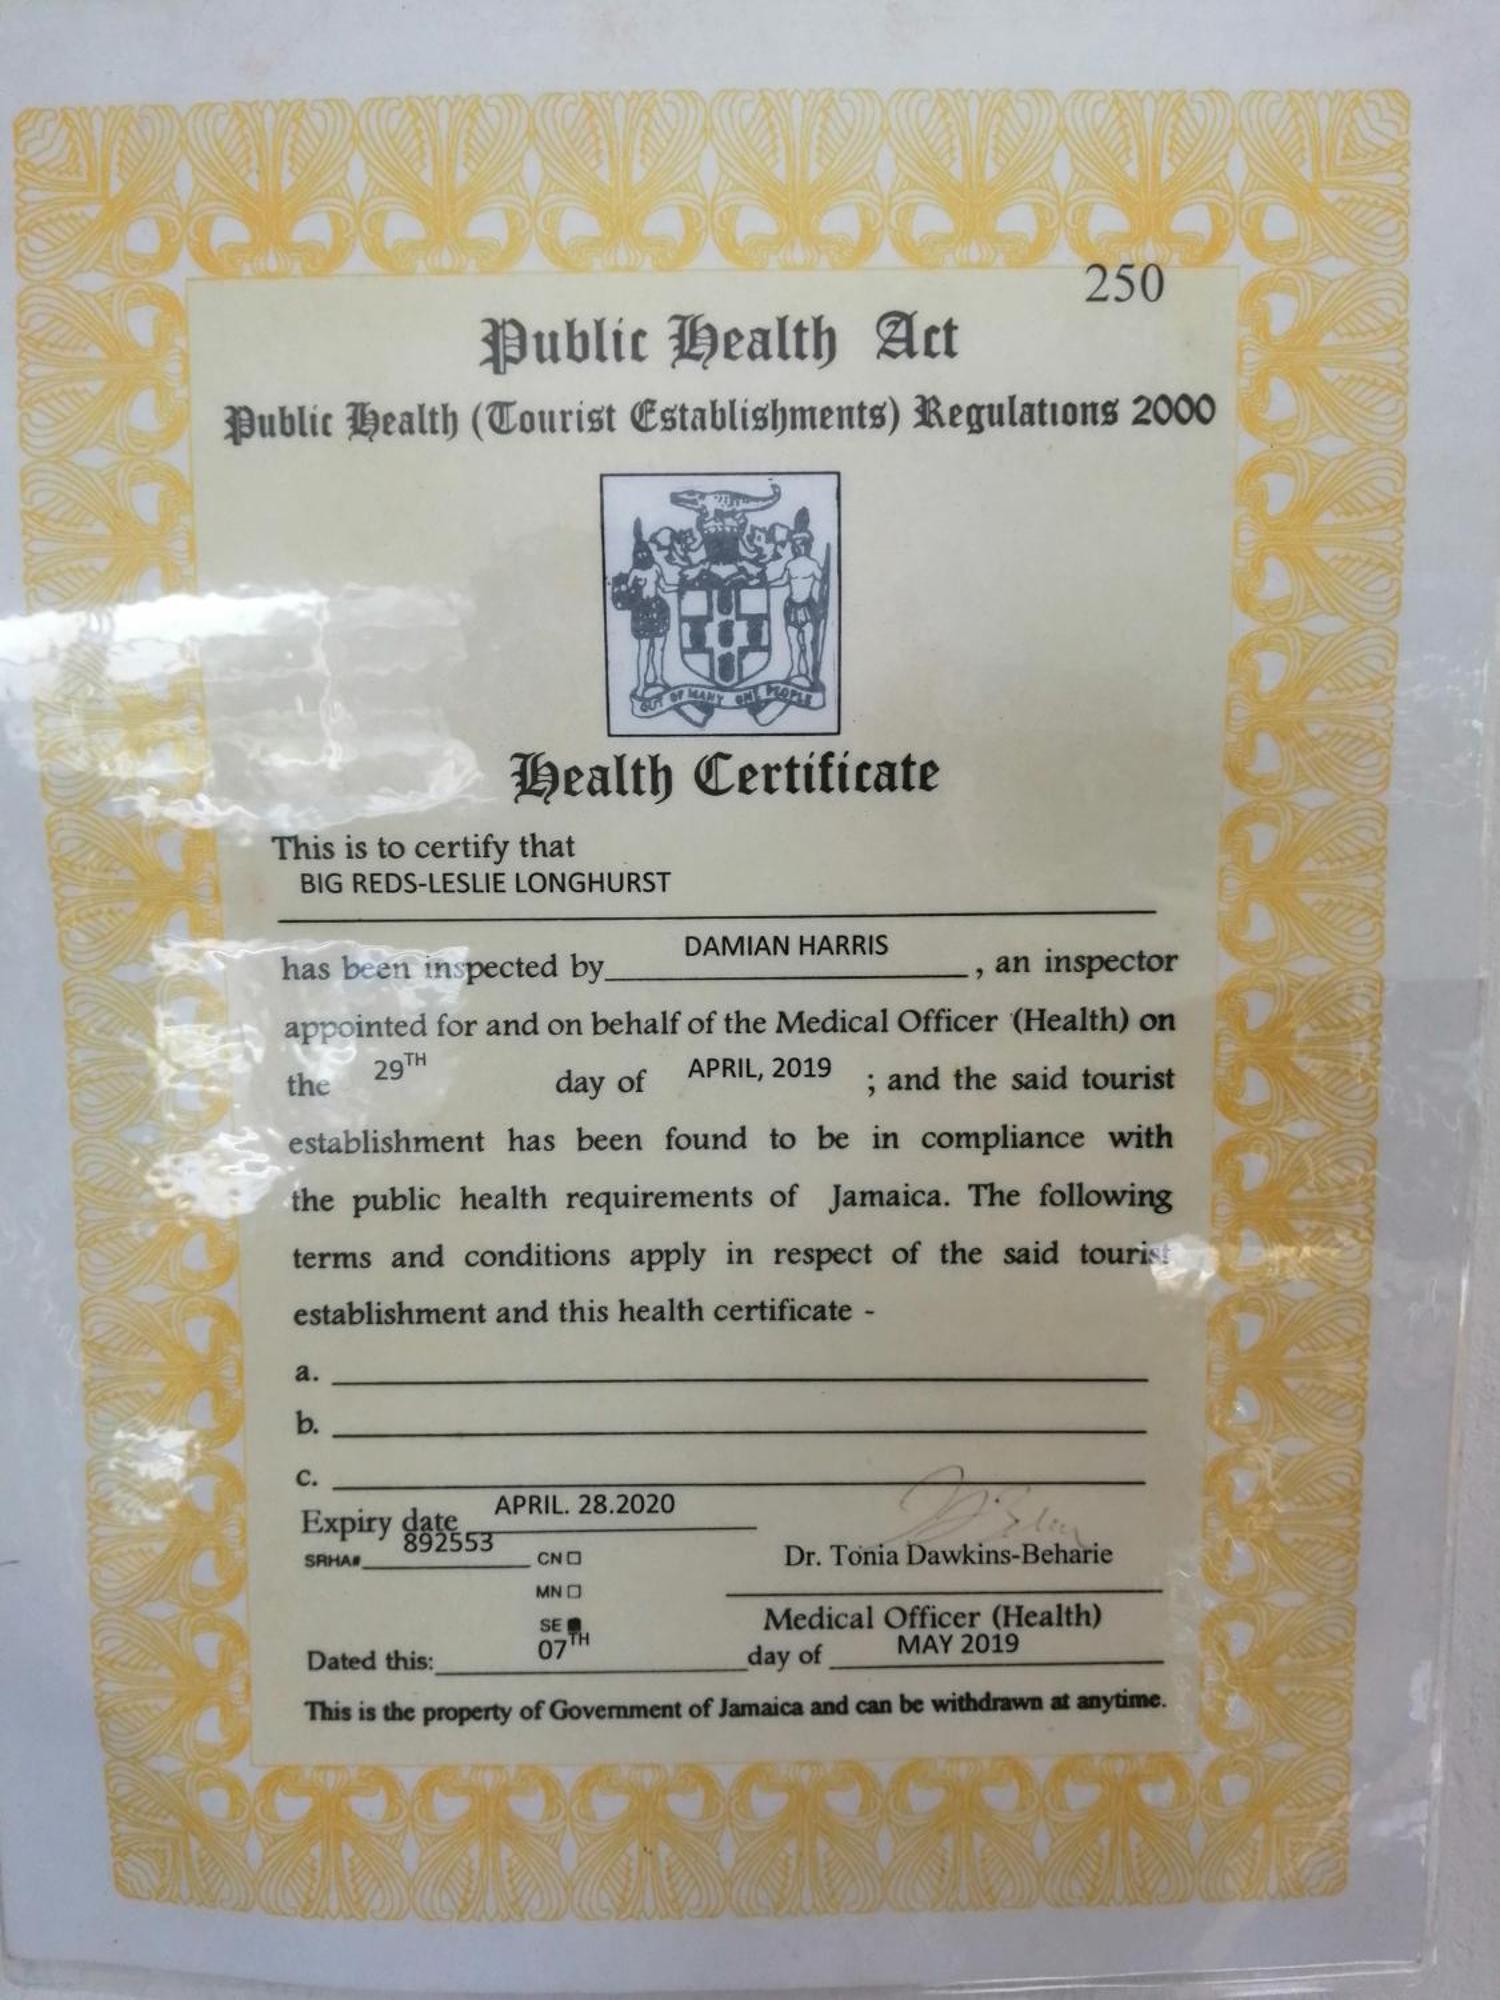 250
Public Health Act
Public Health (Tourist Establishments) Regulations 2000
OUT OF MANY ONE PEOPLE
Health Certificate
This is to certify that
BIG REDS-LESLIE LONGHURST
has been inspected by DAMIAN HARRIS, an inspector
appointed for and on behalf of the Medical Officer (Health) on
the 29TH day of APRIL, 2019 ; and the said tourist
establishment has been found to be in compliance with
the public health requirements of Jamaica. The following
terms and conditions apply in respect of the said tourist
establishment and this health certificate -
a.
b.
c.
Expiry date APRIL. 28.2020
SRHA# 892553 CN
Dr. Tonia Dawkins-Beharie
MN
SE
Medical Officer (Health)
Dated this: 07TH day of MAY 2019
This is the property of Government of Jamaica and can be withdrawn at anytime.